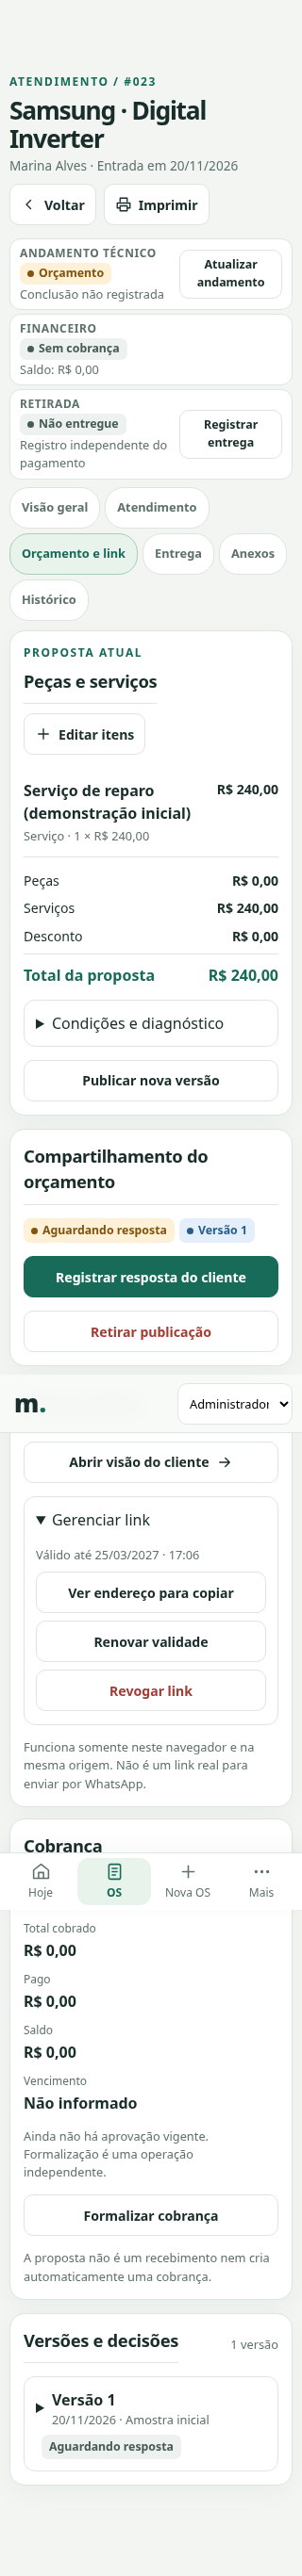 ATENDIMENTO / #023
Samsung · Digital
Inverter
Marina Alves · Entrada em 20/11/2026
Voltar
Imprimir
ANDAMENTO TÉCNICO
Orçamento
Conclusão não registrada
Atualizar
andamento
FINANCEIRO
Sem cobrança
Saldo: R$ 0,00
RETIRADA
Não entregue
Registro independente do
pagamento
Registrar
entrega
Visão geral
Atendimento
Orçamento e link
Entrega
Anexos
Histórico
PROPOSTA ATUAL
Peças e serviços
Editar itens
Serviço de reparo
(demonstração inicial)
R$ 240,00
Serviço · 1 × R$ 240,00
Peças R$ 0,00
Serviços R$ 240,00
Desconto R$ 0,00
Total da proposta R$ 240,00
Condições e diagnóstico
Publicar nova versão
Compartilhamento do
orçamento
Aguardando resposta
Versão 1
Registrar resposta do cliente
Retirar publicação
m.
Administrador
Abrir visão do cliente →
Gerenciar link
Válido até 25/03/2027 · 17:06
Ver endereço para copiar
Renovar validade
Revogar link
Funciona somente neste navegador e na
mesma origem. Não é um link real para
enviar por WhatsApp.
Cobrança
Hoje
OS
Nova OS
Mais
Total cobrado
R$ 0,00
Pago
R$ 0,00
Saldo
R$ 0,00
Vencimento
Não informado
Ainda não há aprovação vigente.
Formalização é uma operação
independente.
Formalizar cobrança
A proposta não é um recebimento nem cria
automaticamente uma cobrança.
Versões e decisões
1 versão
Versão 1
20/11/2026 · Amostra inicial
Aguardando resposta